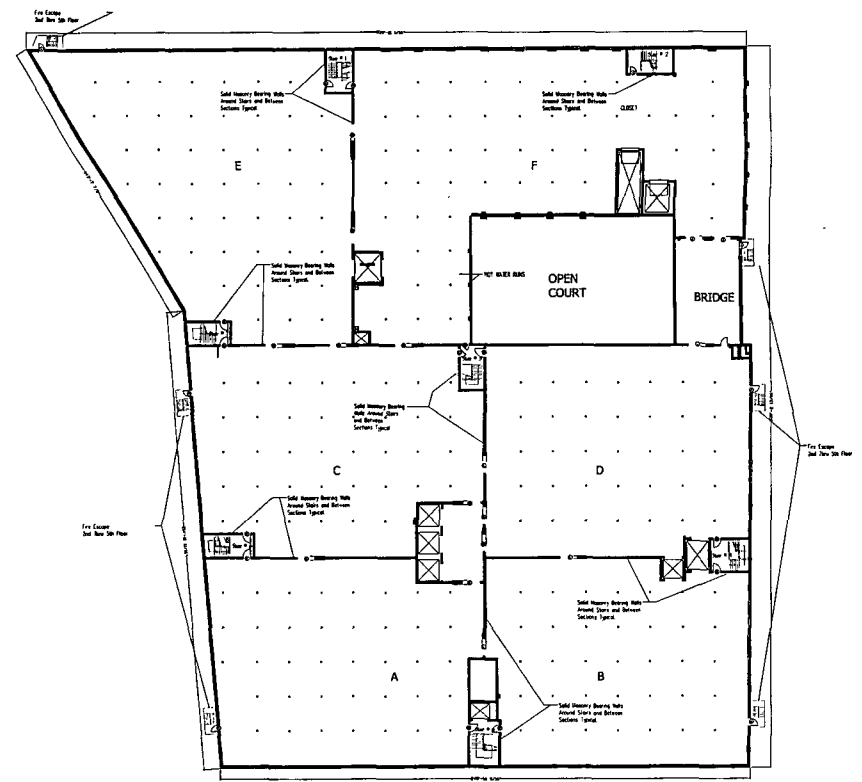 Fire Escape
2nd Thru 5th Floor
Stair # 1
Stair # 2
Solid Masonry Bearing Walls
Around Stairs and Between
Sections Typical
Solid Masonry Bearing Walls
Around Stairs and Between
Sections Typical
CLOSET
E
F
Solid Masonry Bearing Walls
Around Stairs and Between
Sections Typical
HOT WATER RUNS
OPEN
COURT
BRIDGE
Solid Masonry Bearing
Walls Around Stairs
and Between
Sections Typical
Fire Escape
2nd Thru 5th Floor
C
D
Solid Masonry Bearing Walls
Around Stairs and Between
Sections Typical
Fire Escape
2nd Thru 5th Floor
Solid Masonry Bearing Walls
Around Stairs and Between
Sections Typical
A
B
Solid Masonry Bearing Walls
Around Stairs and Between
Sections Typical